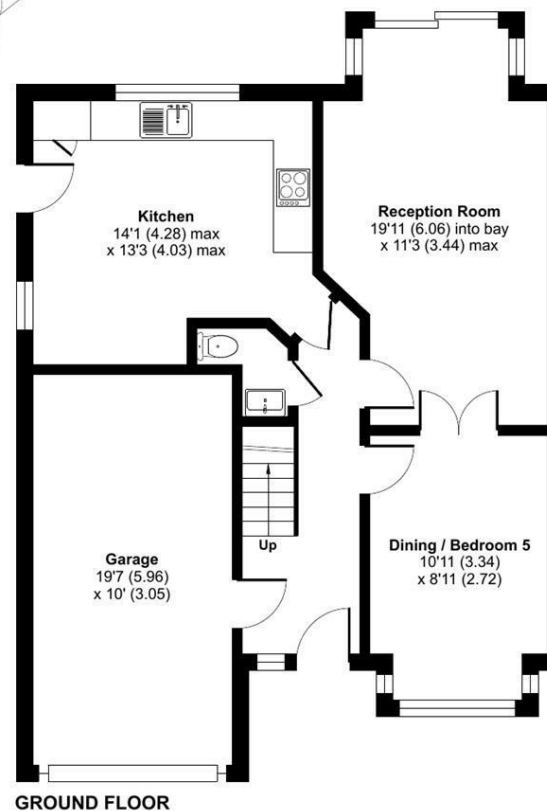 Kitchen
14'1 (4.28) max
x 13'3 (4.03) max
Reception Room
19'11 (6.06) into bay
x 11'3 (3.44) max
Up
Dining / Bedroom 5
10'11 (3.34)
x 8'11 (2.72)
Garage
19'7 (5.96)
x 10' (3.05)
GROUND FLOOR